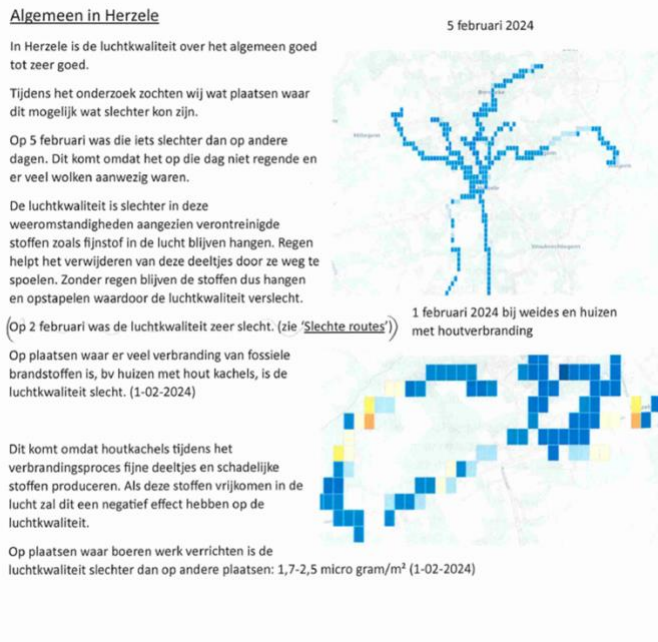 Algemeen in Herzele
5 februari 2024
In Herzele is de luchtkwaliteit over het algemeen goed
tot zeer goed.
Tijdens het onderzoek zochten wij wat plaatsen waar
dit mogelijk wat slechter kon zijn.
Op 5 februari was die iets slechter dan op andere
dagen. Dit komt omdat het op die dag niet regende en
er veel wolken aanwezig waren.
De luchtkwaliteit is slechter in deze
weeromstandigheden aangezien verontreinigde
stoffen zoals fijnstof in de lucht blijven hangen. Regen
helpt het verwijderen van deze deeltjes door ze weg te
spoelen. Zonder regen blijven de stoffen dus hangen
en opstapelen waardoor de luchtkwaliteit verslecht.
(Op 2 februari was de luchtkwaliteit zeer slecht. (zie 'Slechte routes'))
1 februari 2024 bij weides en huizen
met houtverbranding
Op plaatsen waar er veel verbranding van fossiele
brandstoffen is, bv huizen met hout kachels, is de
luchtkwaliteit slecht. (1-02-2024)
Dit komt omdat houtkachels tijdens het
verbrandingsproces fijne deeltjes en schadelijke
stoffen produceren. Als deze stoffen vrijkomen in de
lucht zal dit een negatief effect hebben op de
luchtkwaliteit.
Op plaatsen waar boeren werk verrichten is de
luchtkwaliteit slechter dan op andere plaatsen: 1,7-2,5 micro gram/m² (1-02-2024)